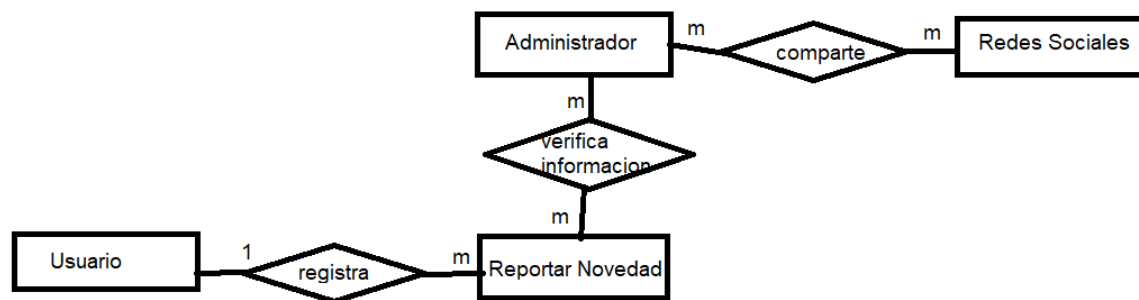 Administrador
m
comparte
m
Redes Sociales
m
verifica
informacion
m
Usuario
1
registra
m
Reportar Novedad